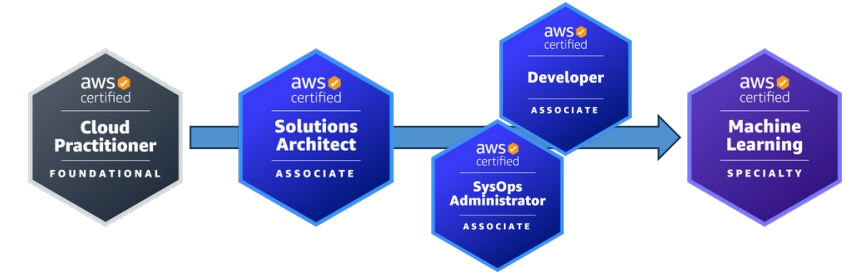 aws
certified
Cloud
Practitioner
FOUNDATIONAL
aws
certified
Solutions
Architect
ASSOCIATE
aws
certified
Developer
ASSOCIATE
aws
certified
SysOps
Administrator
ASSOCIATE
aws
certified
Machine
Learning
SPECIALTY